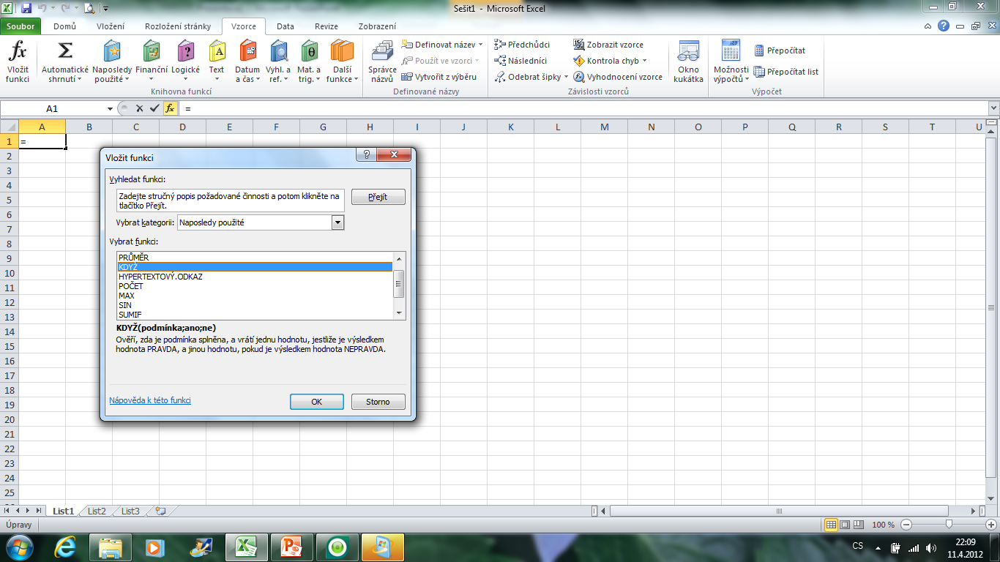 Sešit1 - Microsoft Excel
Soubor Domů Vložení Rozložení stránky Vzorce Data Revize Zobrazení
Vložit funkci
Automatické shrnutí
Naposledy použité
Finanční
Logické
Text
Datum a čas
Vyhl. a ref.
Mat. a trig.
Další funkce
Knihovna funkcí
Správce názvů
Definovat název
Použít ve vzorci
Vytvořit z výběru
Definované názvy
Předchůdci
Následníci
Odebrat šipky
Zobrazit vzorce
Kontrola chyb
Vyhodnocení vzorce
Závislosti vzorců
Okno kukátka
Možnosti výpočtů
Přepočítat
Přepočítat list
Výpočet
A1 fx =
A B C D E F G H I J K L M N O P Q R S T U
1 =
2
3
4
5
6
7
8
9
10
11
12
13
14
15
16
17
18
19
20
21
22
23
24
25
Vložit funkci
Vyhledat funkci:
Zadejte stručný popis požadované činnosti a potom klikněte na
tlačítko Přejít.
Přejít
Vybrat kategorii: Naposledy použité
Vybrat funkci:
PRŮMĚR
KDYŽ
HYPERTEXTOVÝ.ODKAZ
POČET
MAX
SIN
SUMIF
KDYŽ(podmínka;ano;ne)
Ověří, zda je podmínka splněna, a vrátí jednu hodnotu, jestliže je výsledkem
hodnota PRAVDA, a jinou hodnotu, pokud je výsledkem hodnota NEPRAVDA.
Nápověda k této funkci
OK
Storno
List1 List2 List3
Úpravy
100 %
CS
22:09
11.4.2012